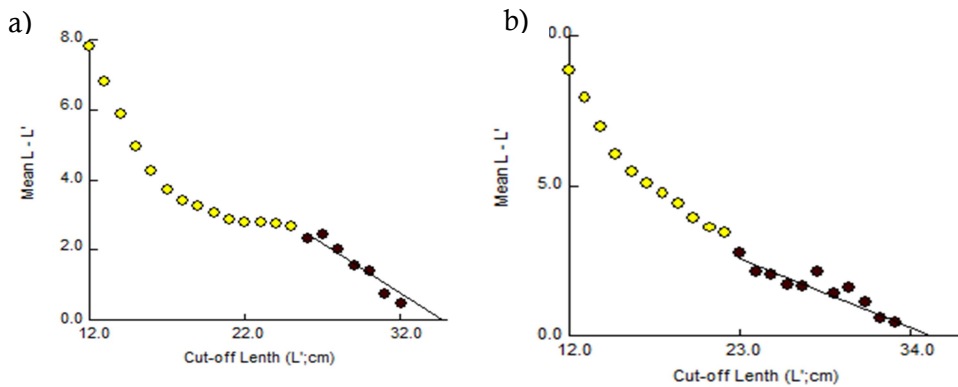 a)
8.0
6.0
4.0
2.0
0.0
12.0 22.0 32.0
Mean L - L'
Cut-off Lenth (L';cm)
b)
0.0
5.0
0.0
12.0 23.0 34.0
Mean L - L'
Cut-off Lenth (L';cm)